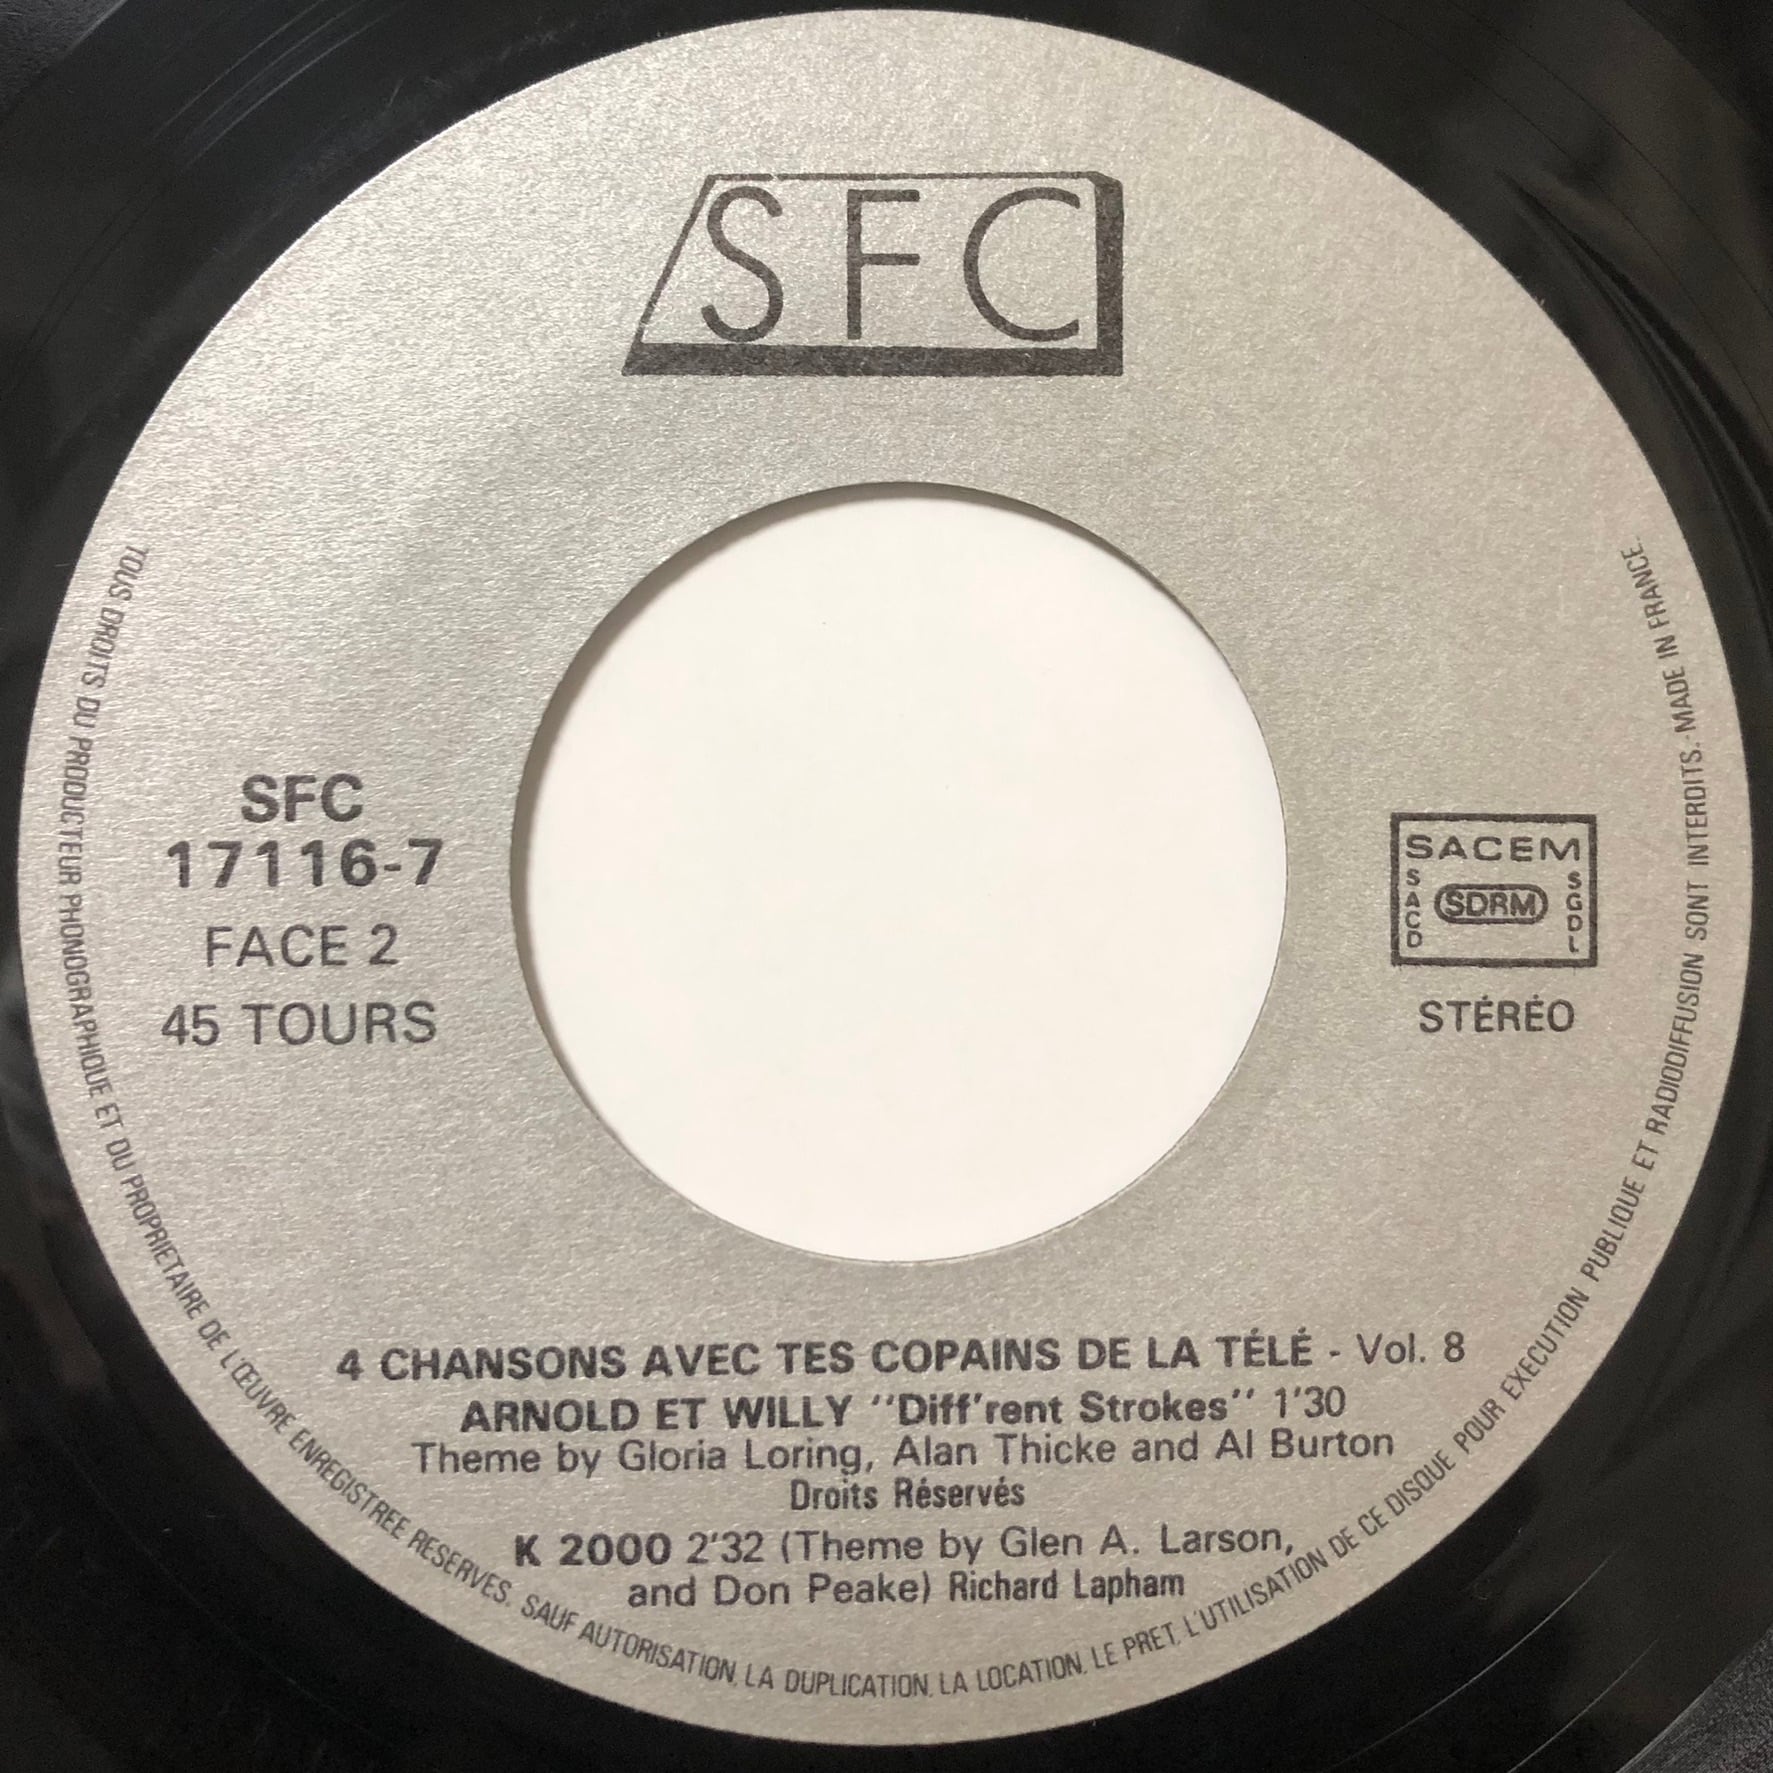 SFC
SFC
17116-7
FACE 2
45 TOURS
SACEM
SACD
SDRM
SGDL
STÉRÉO
4 CHANSONS AVEC TES COPAINS DE LA TÉLÉ - Vol. 8
ARNOLD ET WILLY "Diff'rent Strokes" 1'30
Theme by Gloria Loring, Alan Thicke and Al Burton
Droits Réservés
K 2000 2'32 (Theme by Glen A. Larson,
and Don Peake) Richard Lapham
TOUS DROITS DU PRODUCTEUR PHONOGRAPHIQUE ET DU PROPRIETAIRE DE L'ŒUVRE ENREGISTREE RESERVES. SAUF AUTORISATION, LA DUPLICATION, LA LOCATION, LE PRET, L'UTILISATION DE CE DISQUE POUR EXECUTION PUBLIQUE ET RADIODIFFUSION SONT INTERDITS. - MADE IN FRANCE.